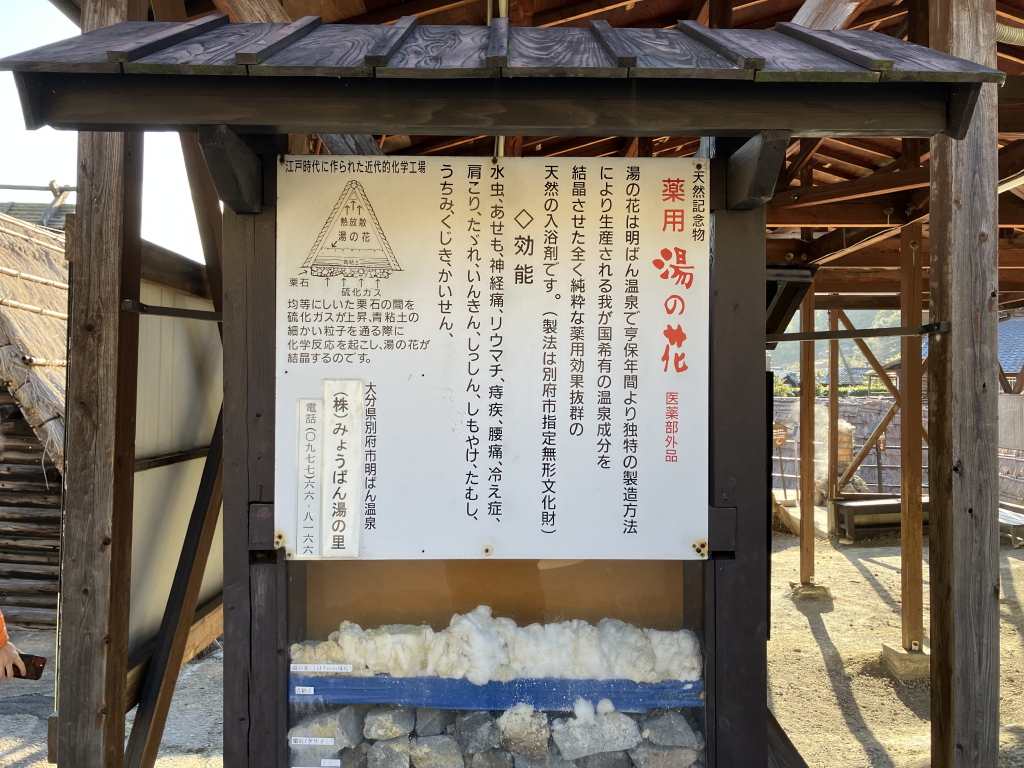 天然記念物
薬用 湯の花 医薬部外品
湯の花は明ばん温泉で亨保年間より独特の製造方法
により生産される我が国希有の温泉成分を
結晶させた全く純粋な薬用効果抜群の
天然の入浴剤です。（製法は別府市指定無形文化財）
◇効能
水虫、あせも、神経痛、リウマチ、痔疾、腰痛、冷え症、
肩こり、たゞれ、いんきん、しっしん、しもやけ、たむし、
うちみ、くじき、かいせん、
江戸時代に作られた近代的化学工場
熱放散
湯の花
青粘土
栗石
硫化ガス
均等にしいた栗石の間を
硫化ガスが上昇、青粘土の
細かい粒子を通る際に
化学反応を起こし、湯の花が
結晶するのです。
大分県別府市明ばん温泉
（株）みょうばん湯の里
電話（〇九七七）六六・八一六六